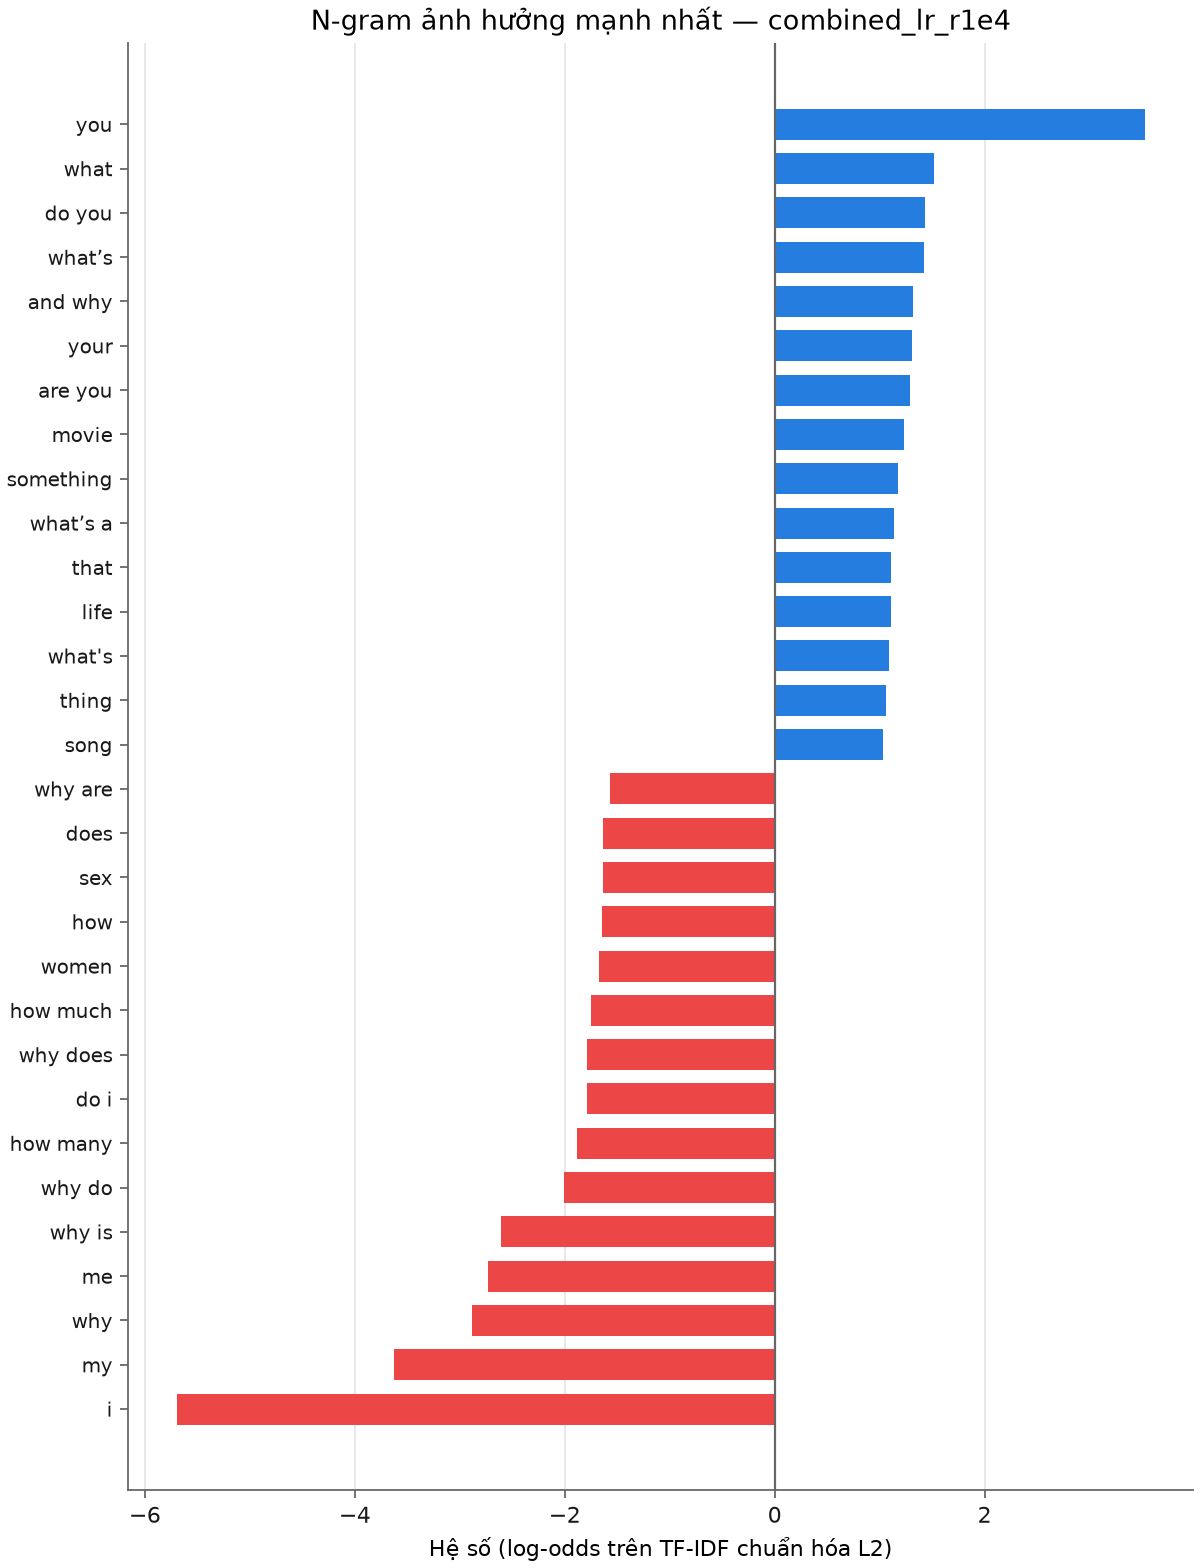 N-gram ảnh hưởng mạnh nhất — combined_lr_r1e4
you
what
do you
what’s
and why
your
are you
movie
something
what’s a
that
life
what's
thing
song
why are
does
sex
how
women
how much
why does
do i
how many
why do
why is
me
why
my
i
−6 −4 −2 0 2
Hệ số (log-odds trên TF-IDF chuẩn hóa L2)